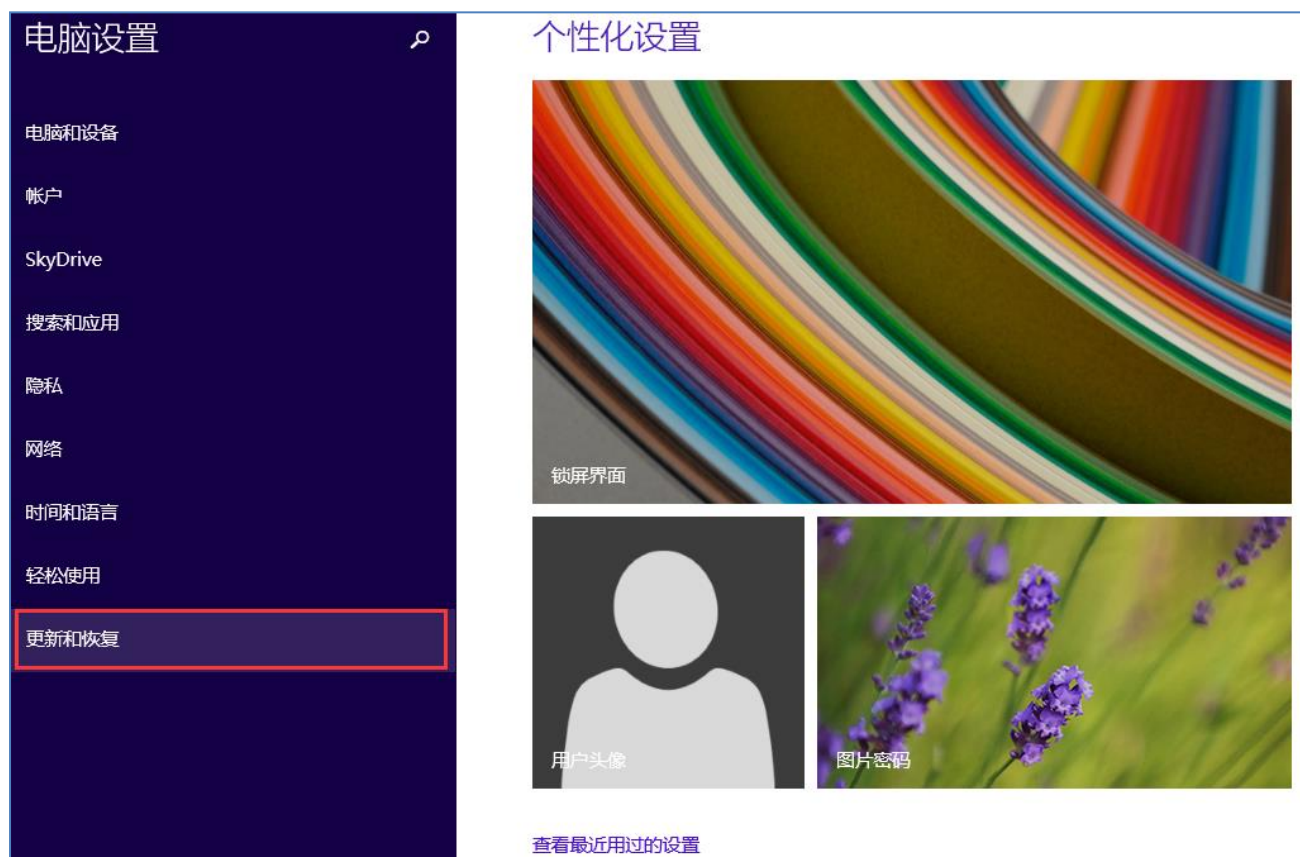 电脑设置
电脑和设备
帐户
SkyDrive
搜索和应用
隐私
网络
时间和语言
轻松使用
更新和恢复
个性化设置
锁屏界面
用户头像
图片密码
查看最近用过的设置